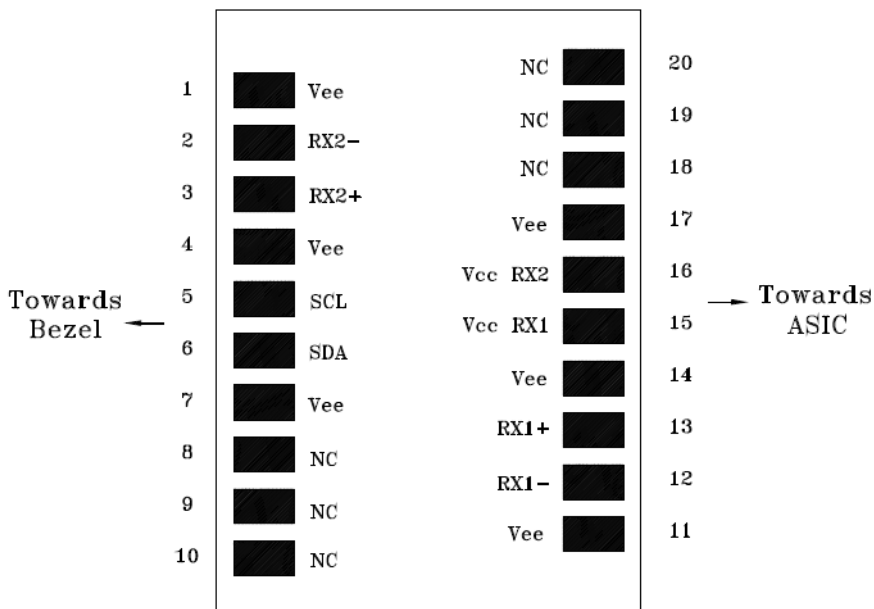 1 Vee
2 RX2-
3 RX2+
4 Vee
5 SCL
6 SDA
7 Vee
8 NC
9 NC
10 NC
Towards
Bezel
NC 20
NC 19
NC 18
Vee 17
Vcc RX2 16
Vcc RX1 15
Vee 14
RX1+ 13
RX1- 12
Vee 11
Towards
ASIC